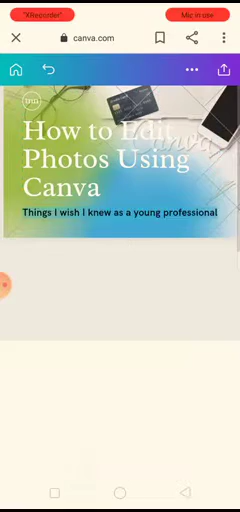 "XRecorder"
Mic in use
canva.com
How to Edit
Photos Using
Canva
Things I wish I knew as a young professional